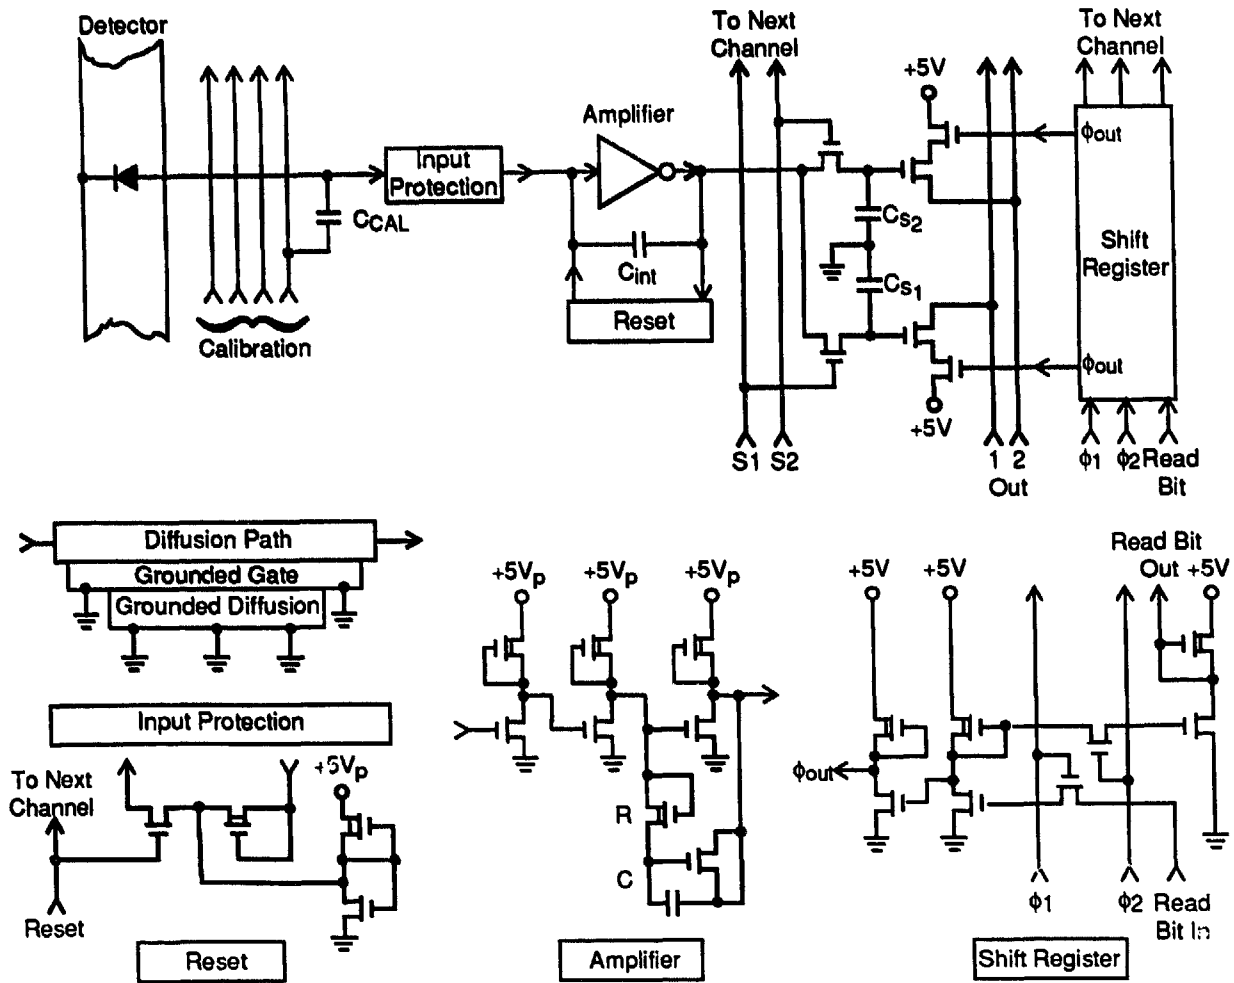 Detector
To Next
Channel
To Next
Channel
+5V
Amplifier
ϕout
Input
Protection
CCAL
CS2
Cint
CS1
Shift
Register
Reset
Calibration
ϕout
+5V
S1 S2
1 2
Out
ϕ1 ϕ2 Read
Bit
Diffusion Path
Grounded Gate
Grounded Diffusion
Input Protection
To Next
Channel
+5Vp
Reset
Reset
+5Vp +5Vp +5Vp
R
C
Amplifier
+5V +5V
Read Bit
Out +5V
ϕout
ϕ1 ϕ2 Read
Bit In
Shift Register